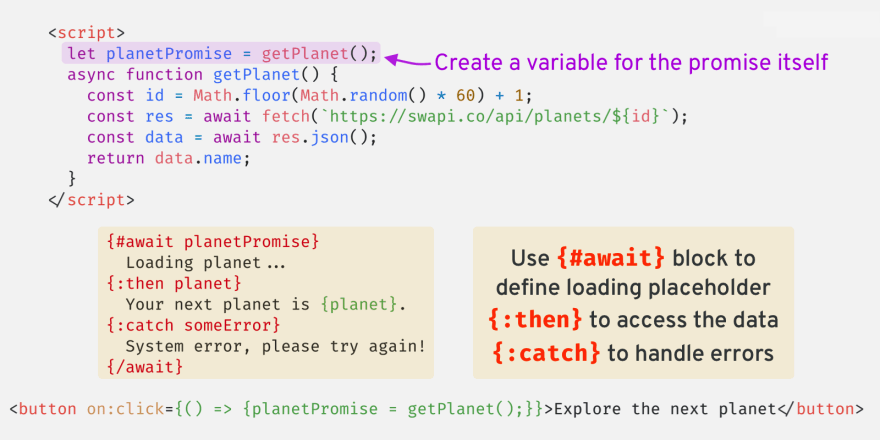 <script>
let planetPromise = getPlanet();
Create a variable for the promise itself
async function getPlanet() {
const id = Math.floor(Math.random() * 60) + 1;
const res = await fetch(`https://swapi.co/api/planets/${id}`);
const data = await res.json();
return data.name;
}
</script>
{#await planetPromise}
Loading planet...
{:then planet}
Your next planet is {planet}.
{:catch someError}
System error, please try again!
{/await}
Use {#await} block to
define loading placeholder
{:then} to access the data
{:catch} to handle errors
<button on:click={() => {planetPromise = getPlanet();}}>Explore the next planet</button>